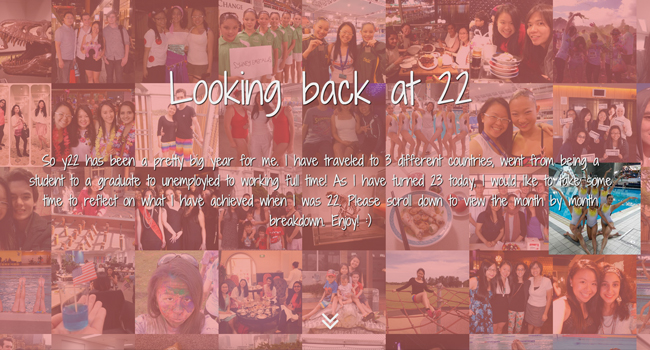 Looking back at 22
So y22 has been a pretty big year for me. I have traveled to 3 different countries, went from being a
student to a graduate to unemployed to working full time! As I have turned 23 today, I would like to take some
time to reflect on what I have achieved when I was 22. Please scroll down to view the month by month
breakdown. Enjoy! :)